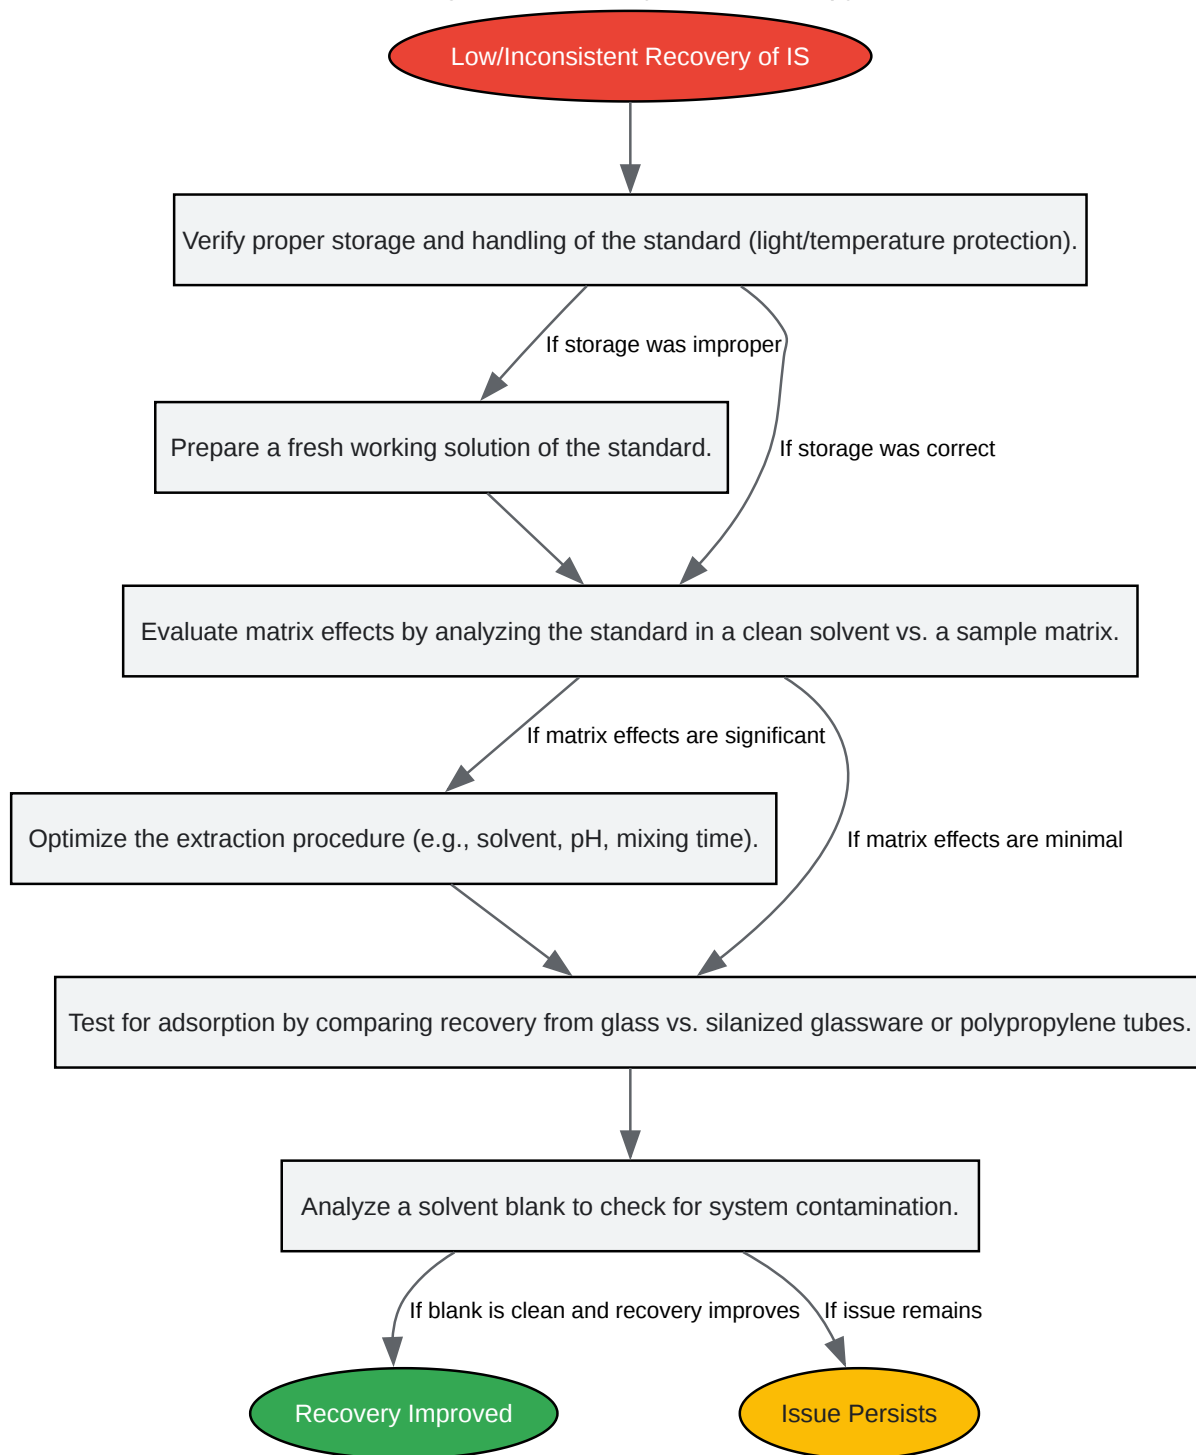 Low/Inconsistent Recovery of IS
Verify proper storage and handling of the standard (light/temperature protection).
If storage was improper
Prepare a fresh working solution of the standard.
If storage was correct
Evaluate matrix effects by analyzing the standard in a clean solvent vs. a sample matrix.
If matrix effects are significant
Optimize the extraction procedure (e.g., solvent, pH, mixing time).
If matrix effects are minimal
Test for adsorption by comparing recovery from glass vs. silanized glassware or polypropylene tubes.
Analyze a solvent blank to check for system contamination.
If blank is clean and recovery improves
If issue remains
Recovery Improved
Issue Persists